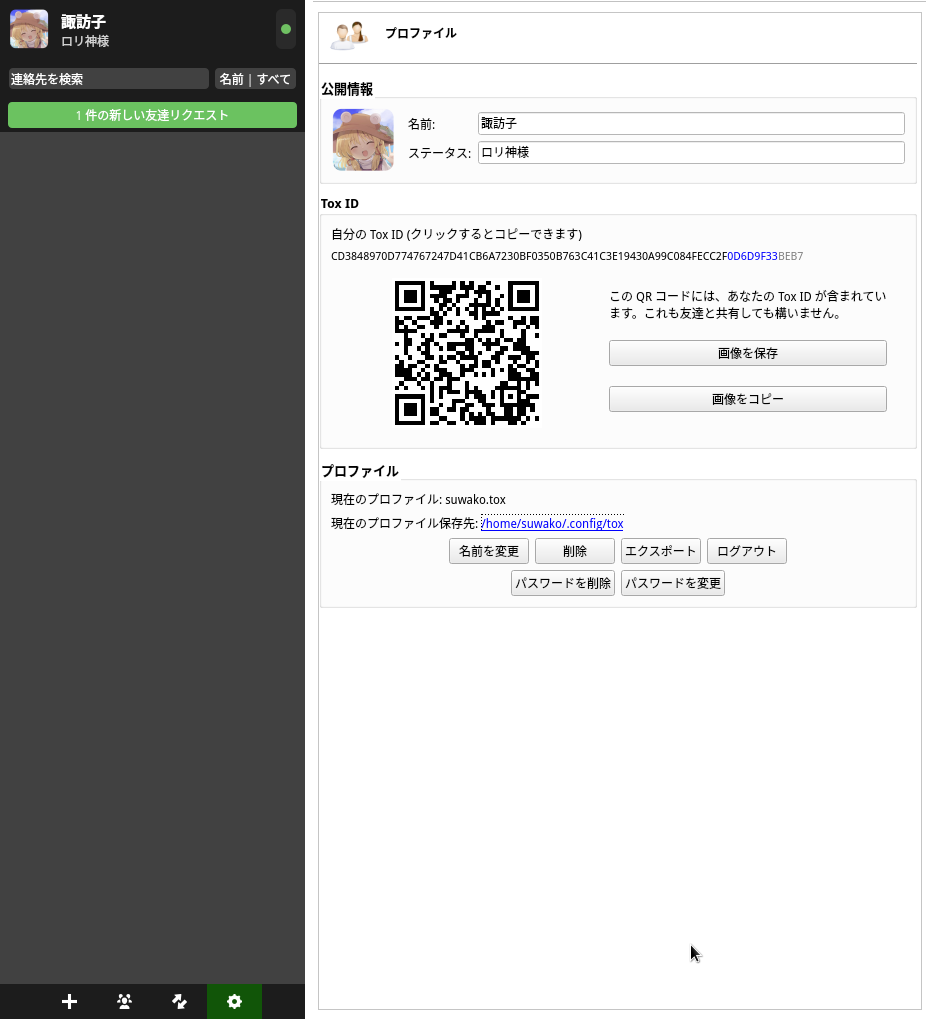 諏訪子
ロリ神様
連絡先を検索
名前 | すべて
1 件の新しい友達リクエスト
プロファイル
公開情報
名前: 諏訪子
ステータス: ロリ神様
Tox ID
自分の Tox ID (クリックするとコピーできます)
CD3848970D774767247D41CB6A7230BF0350B763C41C3E19430A99C084FECC2F0D6D9F33BEB7
この QR コードには、あなたの Tox ID が含まれてい
ます。これも友達と共有しても構いません。
画像を保存
画像をコピー
プロファイル
現在のプロファイル: suwako.tox
現在のプロファイル保存先: /home/suwako/.config/tox
名前を変更 削除 エクスポート ログアウト
パスワードを削除 パスワードを変更